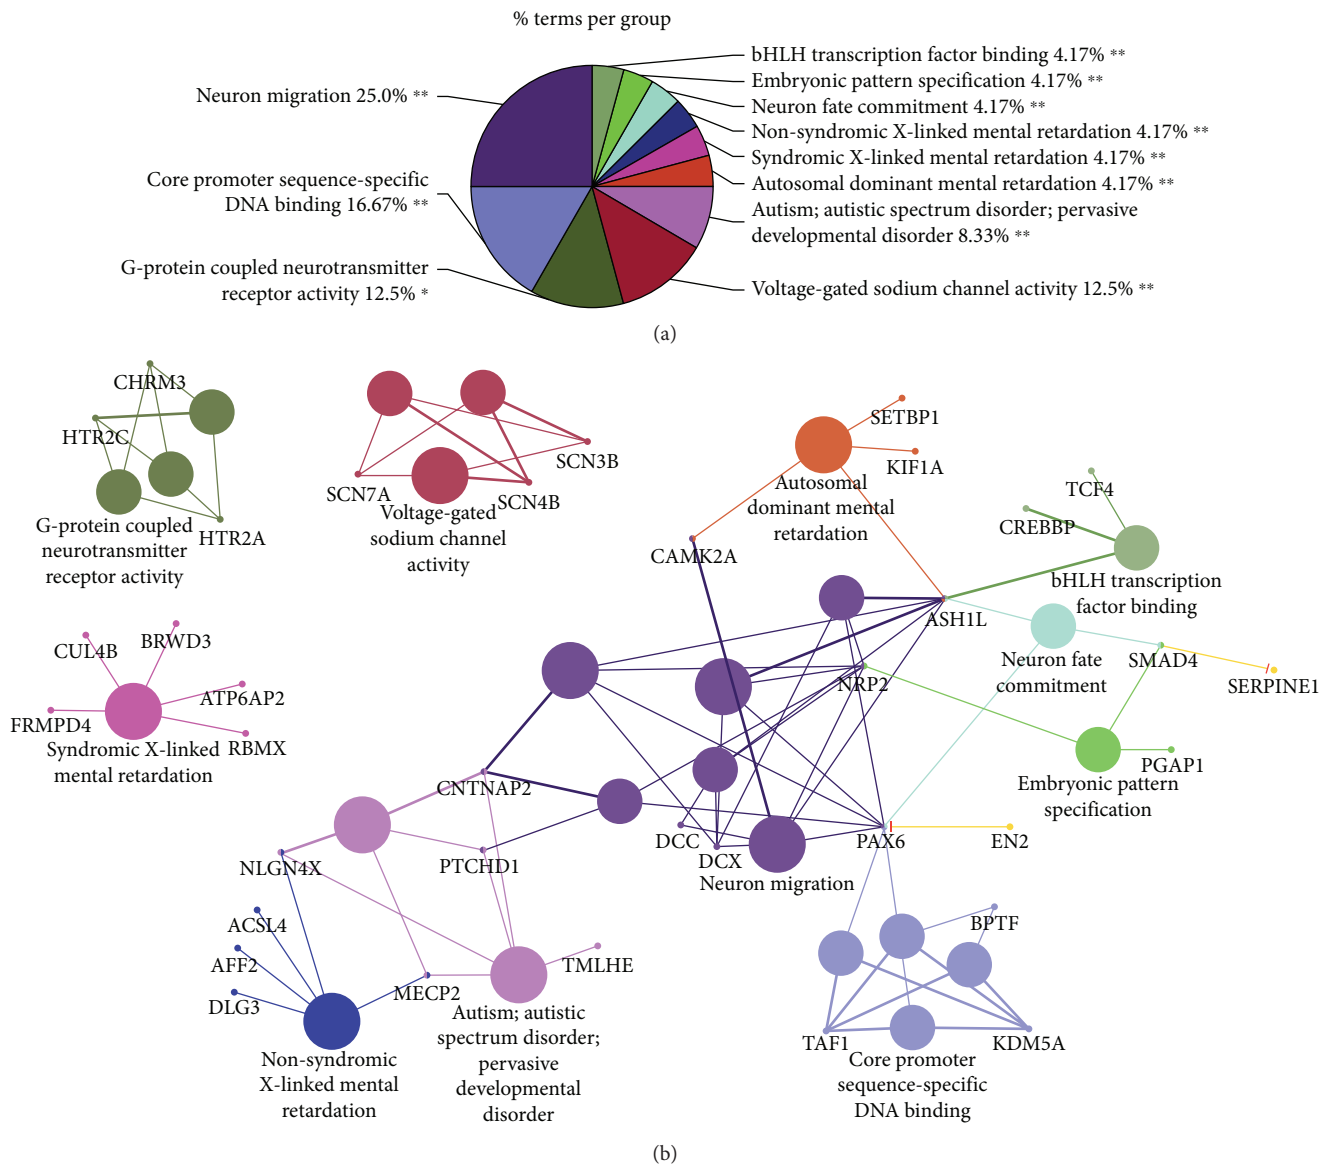 % terms per group
bHLH transcription factor binding 4.17% **
Embryonic pattern specification 4.17% **
Neuron fate commitment 4.17% **
Non-syndromic X-linked mental retardation 4.17% **
Syndromic X-linked mental retardation 4.17% **
Autosomal dominant mental retardation 4.17% **
Autism; autistic spectrum disorder; pervasive
developmental disorder 8.33% **
Voltage-gated sodium channel activity 12.5% **
Neuron migration 25.0% **
Core promoter sequence-specific
DNA binding 16.67% **
G-protein coupled neurotransmitter
receptor activity 12.5% *
(a)
CHRM3
HTR2C
HTR2A
G-protein coupled
neurotransmitter
receptor activity
SCN3B
SCN7A
SCN4B
Voltage-gated
sodium channel
activity
SETBP1
KIF1A
Autosomal
dominant mental
retardation
CAMK2A
TCF4
CREBBP
bHLH transcription
factor binding
ASH1L
Neuron fate
commitment
SMAD4
SERPINE1
NRP2
PGAP1
Embryonic pattern
specification
CUL4B
BRWD3
ATP6AP2
FRMPD4
RBMX
Syndromic X-linked
mental retardation
CNTNAP2
PTCHD1
NLGN4X
DCC
DCX
Neuron migration
PAX6
EN2
ACSL4
AFF2
DLG3
MECP2
TMLHE
Non-syndromic
X-linked mental
retardation
Autism; autistic
spectrum disorder;
pervasive
developmental
disorder
BPTF
TAF1
KDM5A
Core promoter
sequence-specific
DNA binding
(b)